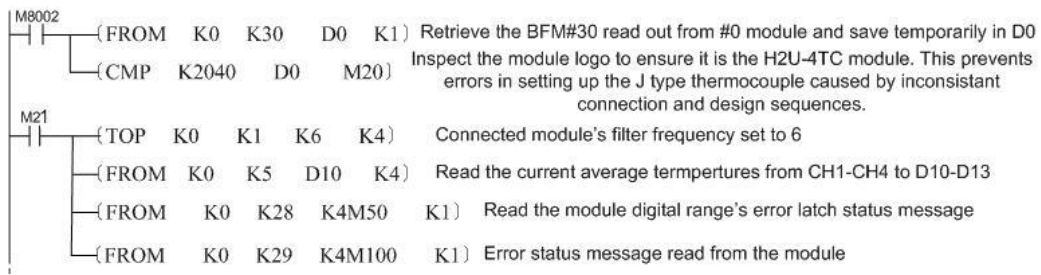 M8002
(FROM K0 K30 D0 K1) Retrieve the BFM#30 read out from #0 module and save temporarily in D0
(CMP K2040 D0 M20) Inspect the module logo to ensure it is the H2U-4TC module. This prevents
errors in setting up the J type thermocouple caused by inconsistant
connection and design sequences.
M21
(TOP K0 K1 K6 K4) Connected module's filter frequency set to 6
(FROM K0 K5 D10 K4) Read the current average termpertures from CH1-CH4 to D10-D13
(FROM K0 K28 K4M50 K1) Read the module digital range's error latch status message
(FROM K0 K29 K4M100 K1) Error status message read from the module